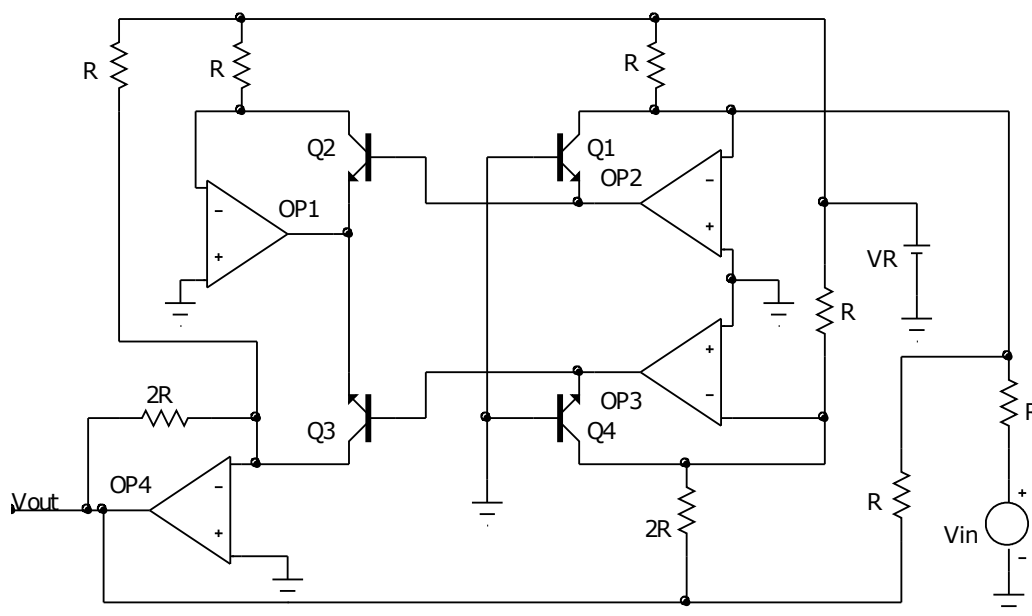 R
R
R
Q2
Q1
OP2
-
+
OP1
-
+
VR
R
+
-
2R
Q3
OP3
Q4
R
OP4
-
+
Vout
2R
R
Vin
+
-